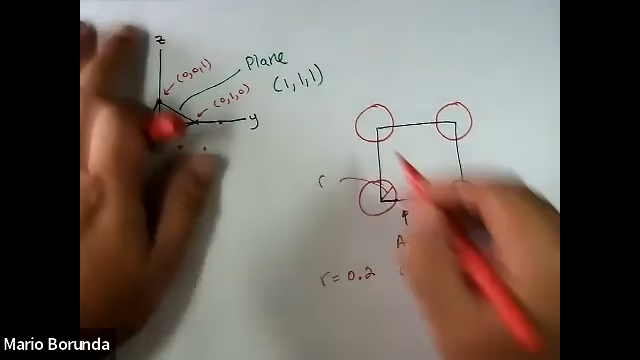 z
(0,0,1)
Plane
(1,1,1)
(0,1,0)
y
r
A
r=0.2
Mario Borunda